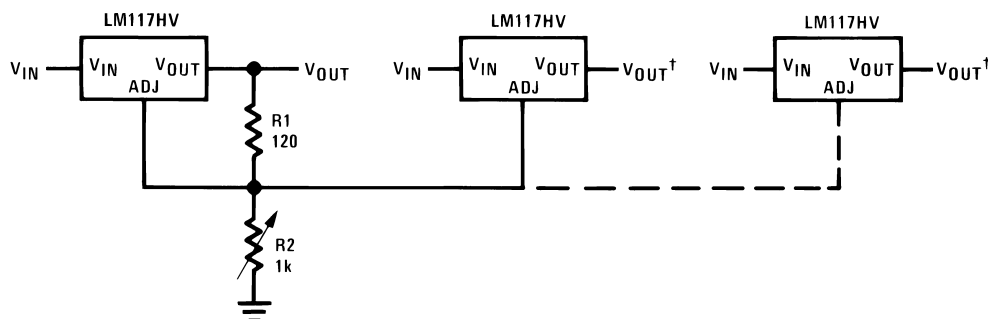 LM117HV LM117HV LM117HV
VIN VIN VOUT VOUT VIN VIN VOUT VOUT† VIN VIN VOUT VOUT†
ADJ ADJ ADJ
R1
120
R2
1k